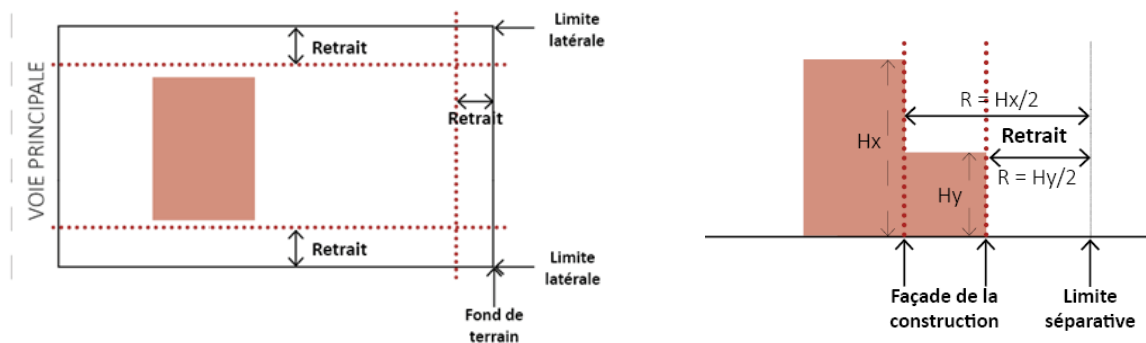 VOIE PRINCIPALE
Retrait
Limite
latérale
Retrait
Retrait
Limite
latérale
Fond de
terrain
R = Hx/2
Hx
Retrait
R = Hy/2
Hy
Façade de la
construction
Limite
séparative